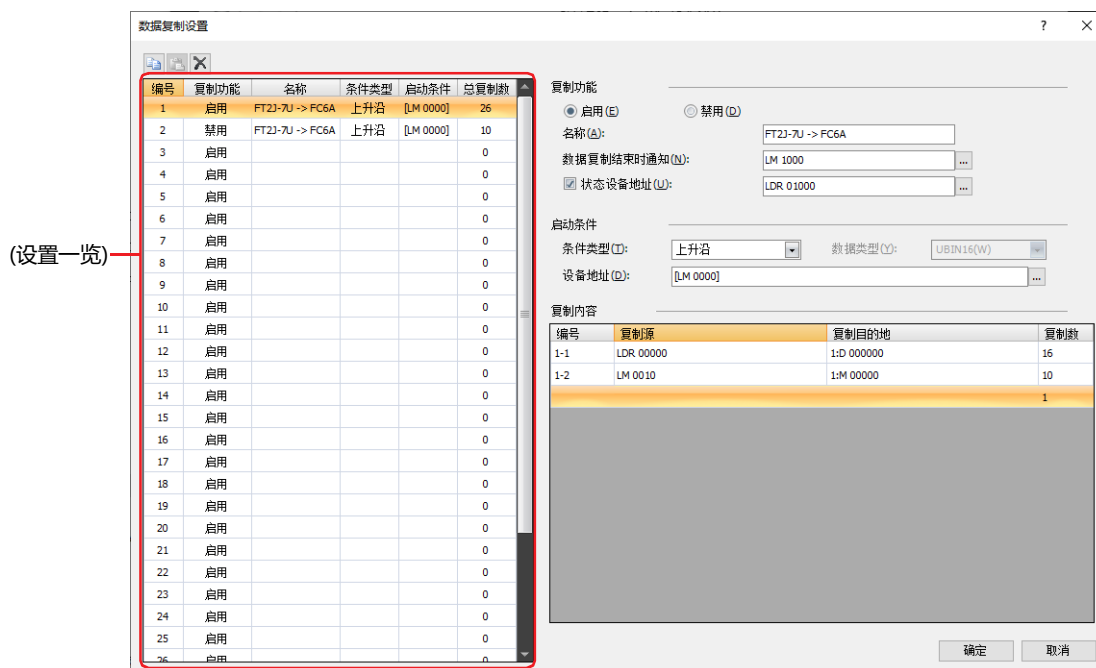 数据复制设置
?
(设置一览)
编号 复制功能 名称 条件类型 启动条件 总复制数
1 启用 FT2J-7U -> FC6A 上升沿 [LM 0000] 26
2 禁用 FT2J-7U -> FC6A 上升沿 [LM 0000] 10
3 启用 0
4 启用 0
5 启用 0
6 启用 0
7 启用 0
8 启用 0
9 启用 0
10 启用 0
11 启用 0
12 启用 0
13 启用 0
14 启用 0
15 启用 0
16 启用 0
17 启用 0
18 启用 0
19 启用 0
20 启用 0
21 启用 0
22 启用 0
23 启用 0
24 启用 0
25 启用 0
26 启用 0
复制功能
启用(E) 禁用(D)
名称(A): FT2J-7U -> FC6A
数据复制结束时通知(N): LM 1000 ...
状态设备地址(U): LDR 01000 ...
启动条件
条件类型(T): 上升沿 数据类型(Y): UBIN16(W)
设备地址(D): [LM 0000] ...
复制内容
编号 复制源 复制目的地 复制数
1-1 LDR 00000 1:D 000000 16
1-2 LM 0010 1:M 00000 10
1
确定 取消